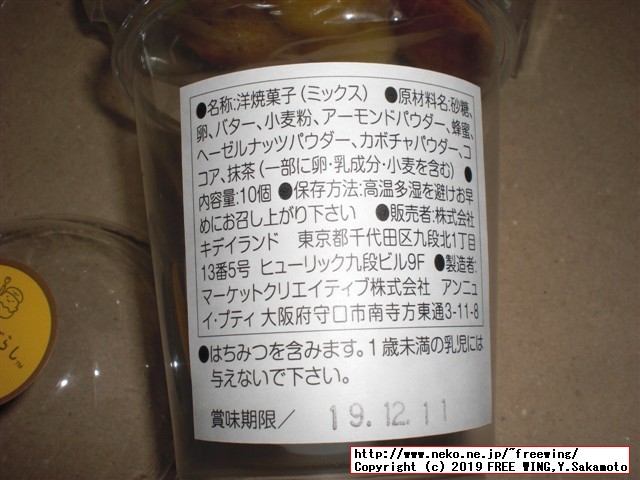 ●名称:洋焼菓子(ミックス) ●原材料名:砂糖、
卵、バター、小麦粉、アーモンドパウダー、蜂蜜、
ヘーゼルナッツパウダー、カボチャパウダー、コ
コア、抹茶(一部に卵・乳成分・小麦を含む) ●
内容量:10個 ●保存方法:高温多湿を避けお早
めにお召し上がり下さい ●販売者:株式会社
キデイランド 東京都千代田区九段北1丁目
13番5号 ヒューリック九段ビル9F ●製造者:
マーケットクリエイティブ株式会社 アンニュ
イ・プティ 大阪府守口市南寺方東通3-11-8
●はちみつを含みます。1歳未満の乳児には
与えないで下さい。
賞味期限/ 19.12.11
らし™
http://www.neko.ne.jp/~freewing/
Copyright (c) 2019 FREE WING,Y.Sakamoto